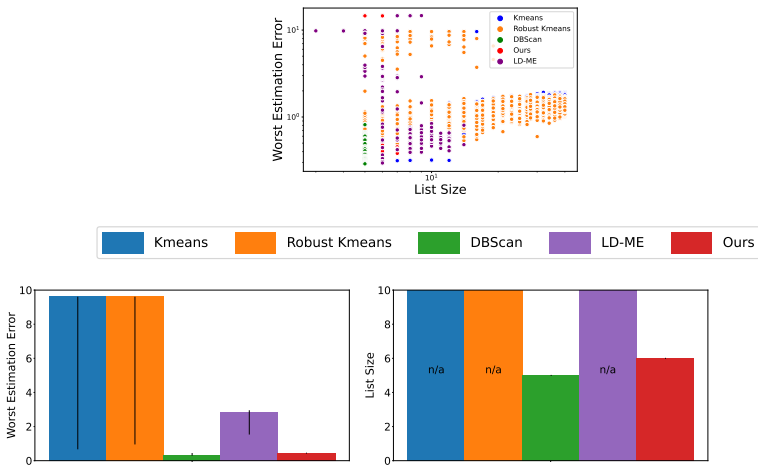 Worst Estimation Error
10¹
10⁰
Kmeans
Robust Kmeans
DBScan
Ours
LD-ME
10¹
List Size
Kmeans
Robust Kmeans
DBScan
LD-ME
Ours
Worst Estimation Error
10
8
6
4
2
0
List Size
10
8
6
4
2
0
n/a
n/a
n/a